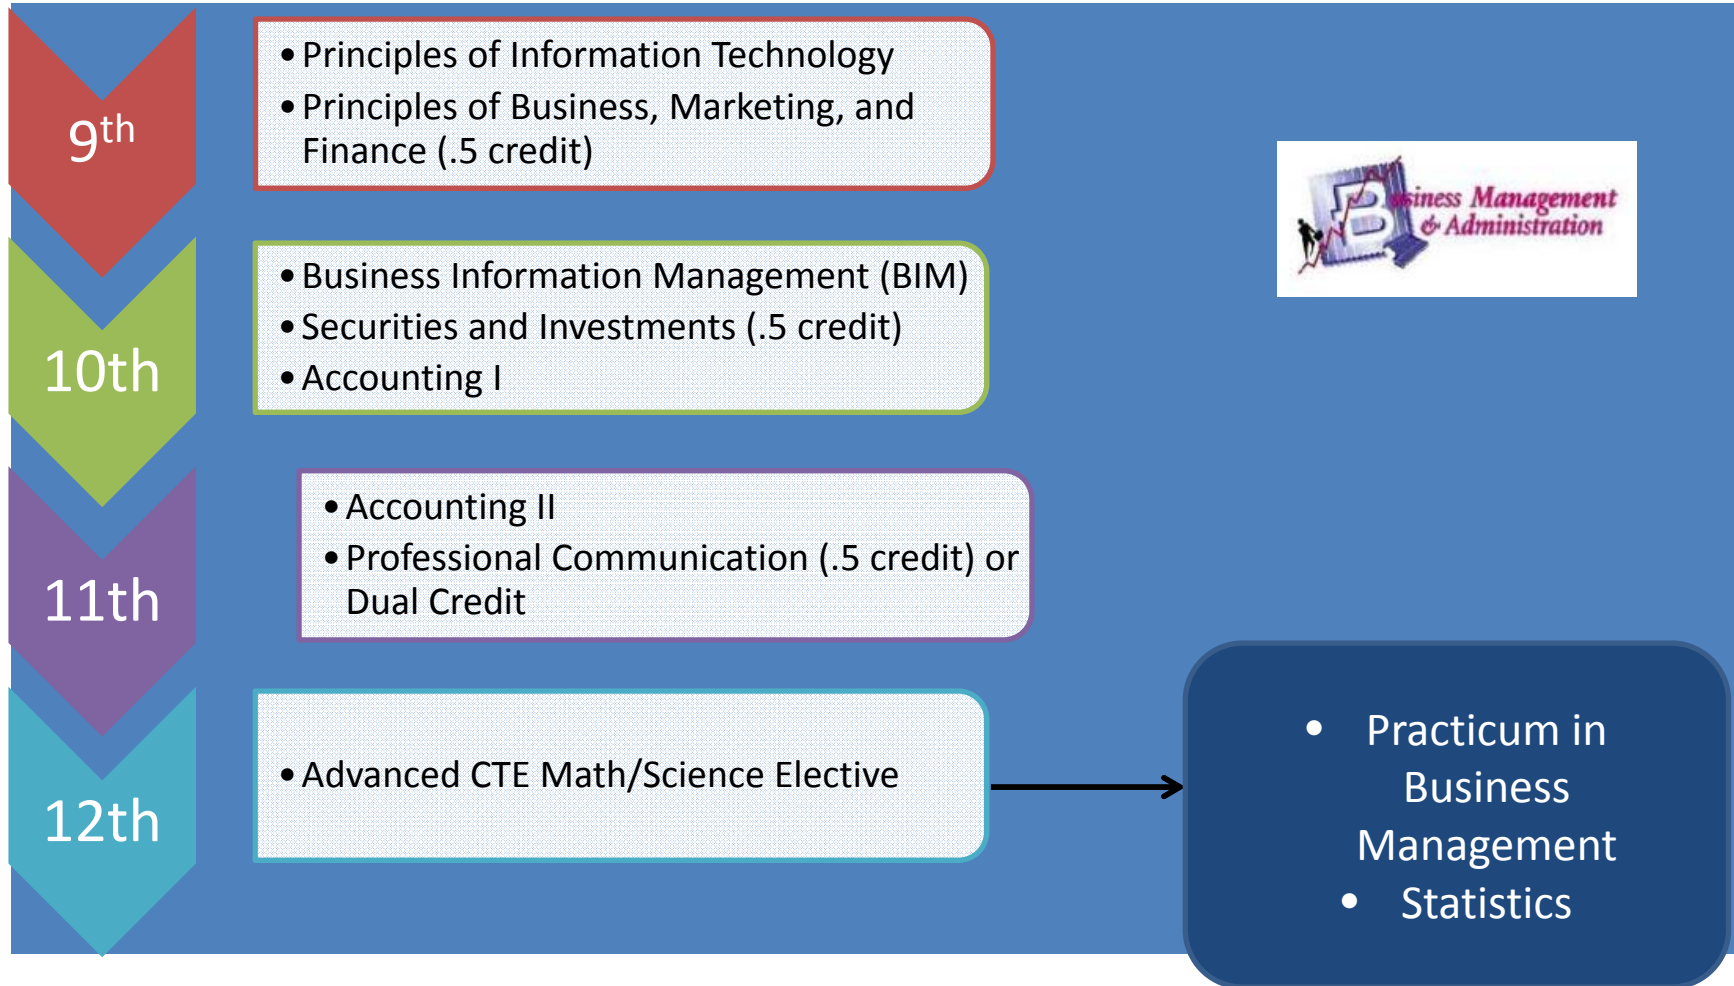 9th
• Principles of Information Technology
• Principles of Business, Marketing, and
Finance (.5 credit)
Business Management
& Administration
10th
• Business Information Management (BIM)
• Securities and Investments (.5 credit)
• Accounting I
11th
• Accounting II
• Professional Communication (.5 credit) or
Dual Credit
12th
• Advanced CTE Math/Science Elective
• Practicum in
Business
Management
• Statistics